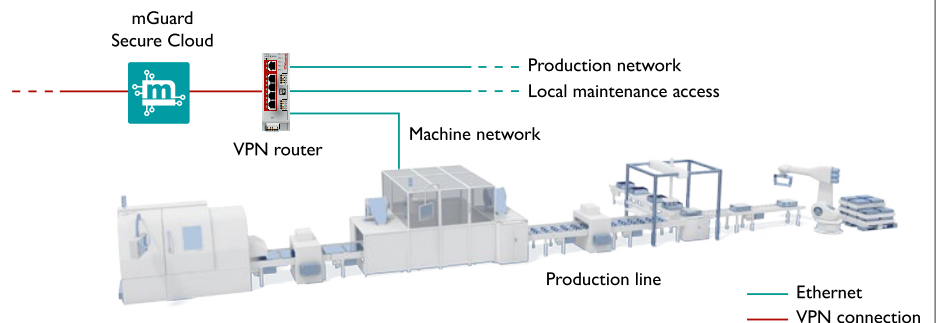 mGuard
Secure Cloud
m
Production network
Local maintenance access
Machine network
VPN router
Production line
Ethernet
VPN connection